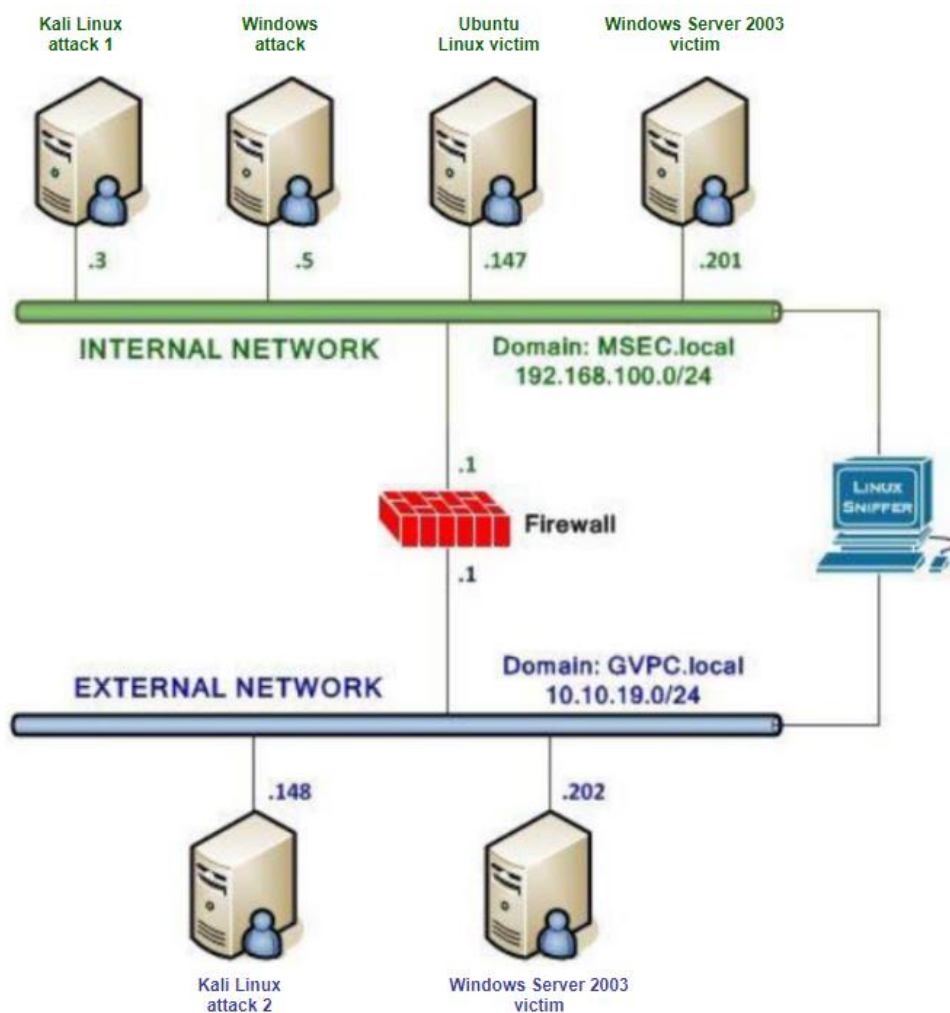 Kali Linux
attack 1
Windows
attack
Ubuntu
Linux victim
Windows Server 2003
victim
.3
.5
.147
.201
INTERNAL NETWORK
Domain: MSEC.local
192.168.100.0/24
.1
Firewall
.1
LINUX
SNIFFER
EXTERNAL NETWORK
Domain: GVPC.local
10.10.19.0/24
.148
.202
Kali Linux
attack 2
Windows Server 2003
victim